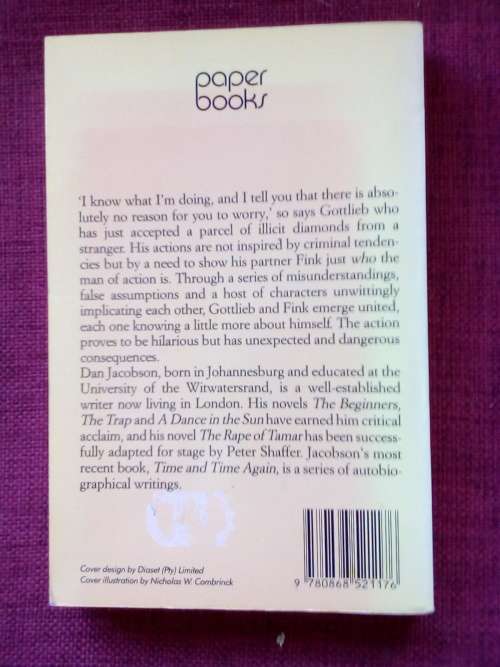 paper
books
'I know what I'm doing, and I tell you that there is abso-
lutely no reason for you to worry,' so says Gottlieb who
has just accepted a parcel of illicit diamonds from a
stranger. His actions are not inspired by criminal tenden-
cies but by a need to show his partner Fink just who the
man of action is. Through a series of misunderstandings,
false assumptions and a host of characters unwittingly
implicating each other, Gottlieb and Fink emerge united,
each one knowing a little more about himself. The action
proves to be hilarious but has unexpected and dangerous
consequences.
Dan Jacobson, born in Johannesburg and educated at the
University of the Witwatersrand, is a well-established
writer now living in London. His novels The Beginners,
The Trap and A Dance in the Sun have earned him critical
acclaim, and his novel The Rape of Tamar has been success-
fully adapted for stage by Peter Shaffer. Jacobson's most
recent book, Time and Time Again, is a series of autobio-
graphical writings.
Cover design by Diaset (Pty) Limited
Cover illustration by Nicholas W. Combrinck
9 780868 521176